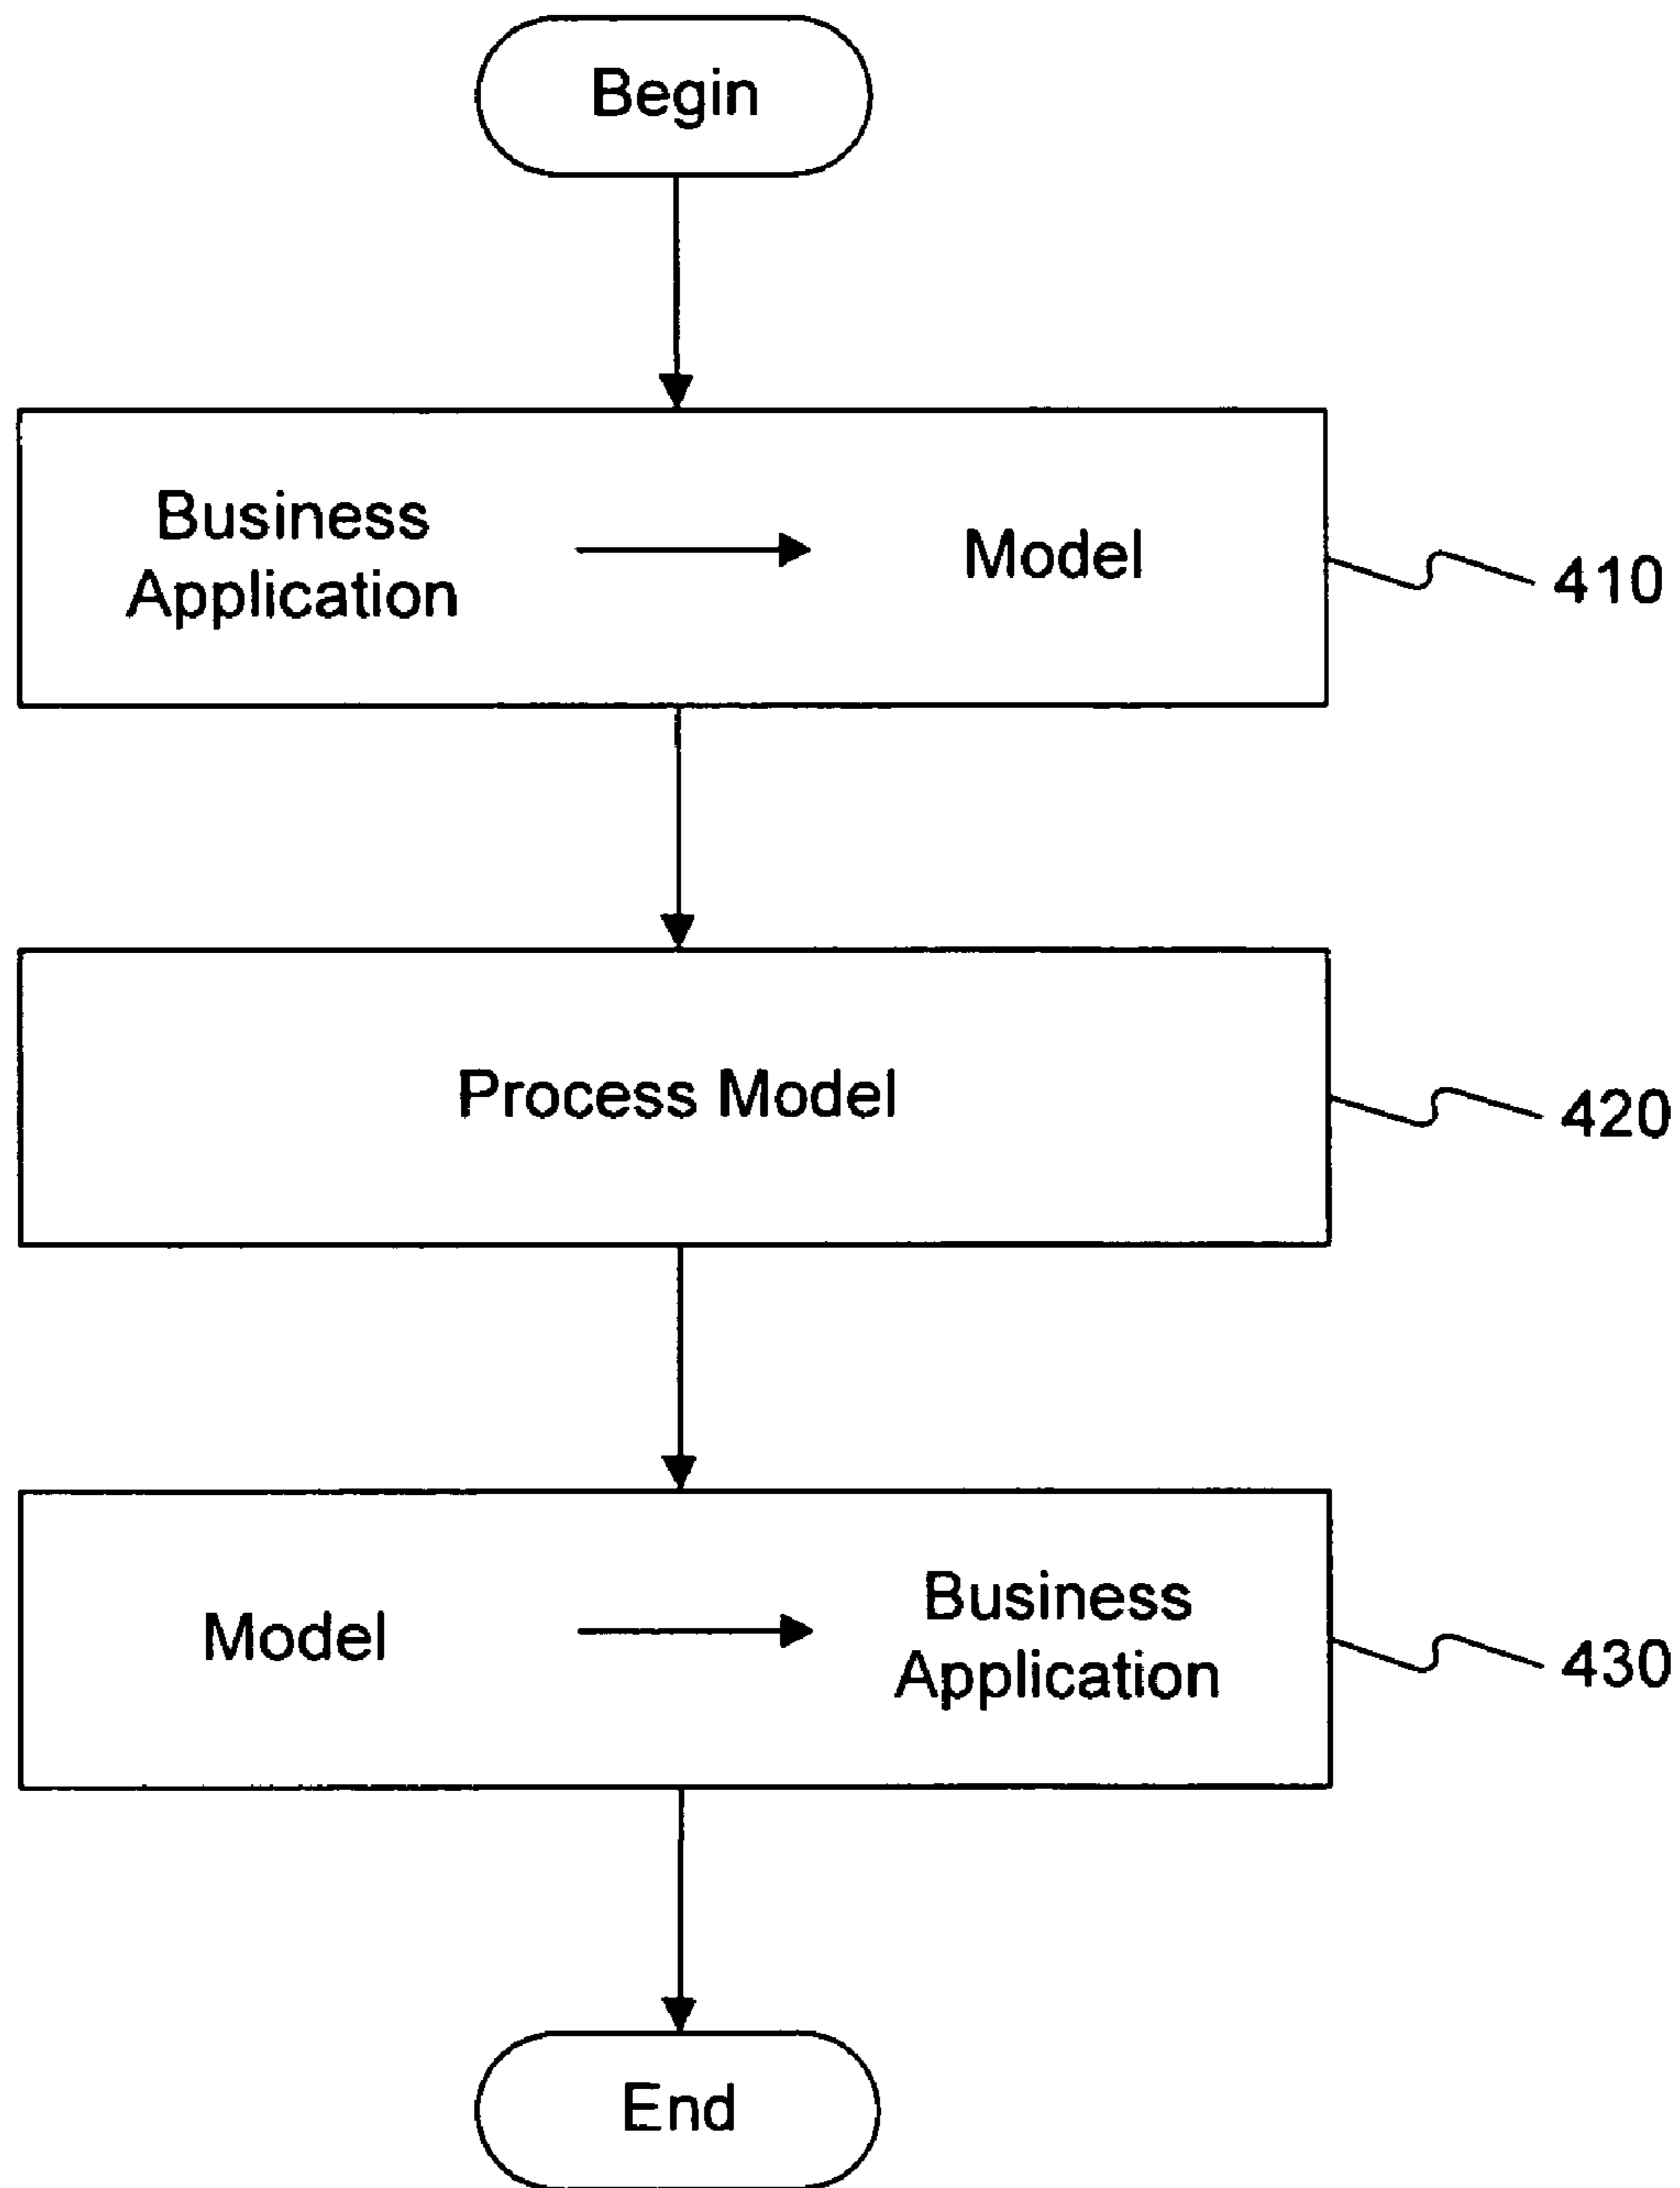 Begin
Business
Application
Model
410
Process Model
420
Model
Business
Application
430
End